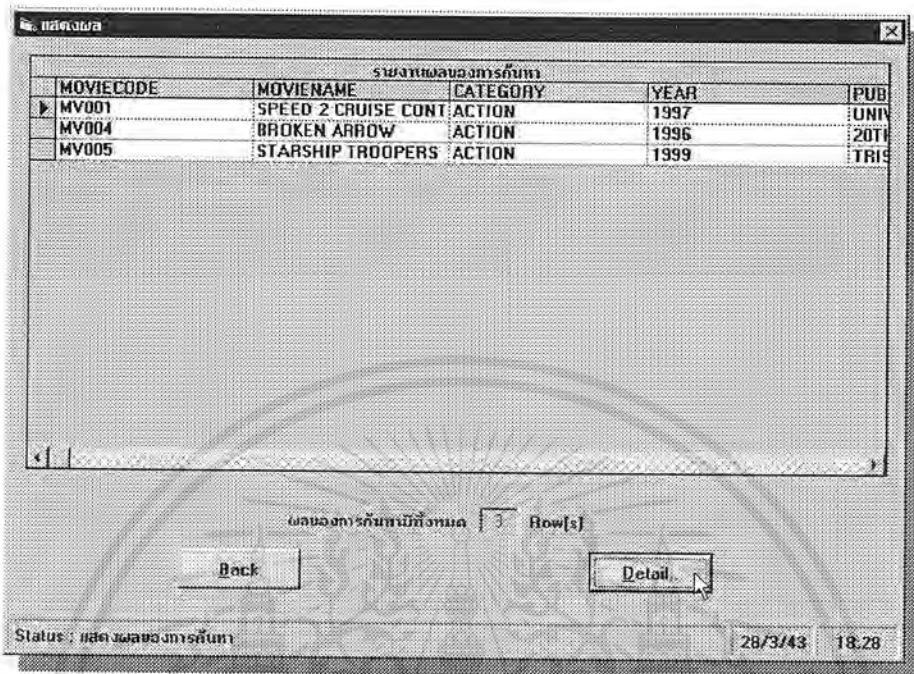 แสดงผล
รายงานผลของการค้นหา
MOVIECODE MOVIENAME CATEGORY YEAR PUB
MV001 SPEED 2 CRUISE CONT ACTION 1997 UNIV
MV004 BROKEN ARROW ACTION 1996 20TH
MV005 STARSHIP TROOPERS ACTION 1999 TRIS
ผลของการค้นหามีทั้งหมด 3 Row[s]
Back Detail..
Status : แสดงผลของการค้นหา 28/3/43 18:28